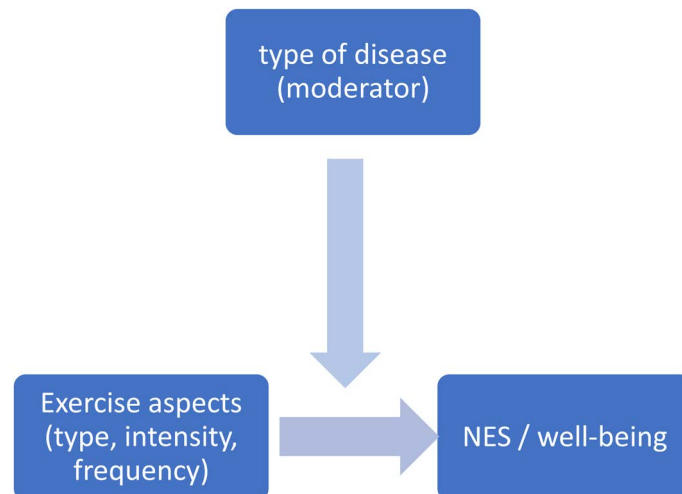 type of disease
(moderator)
Exercise aspects
(type, intensity,
frequency)
NES / well-being